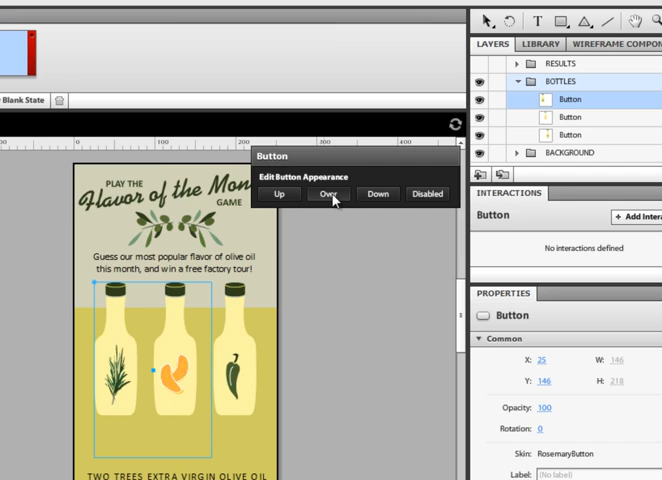 LAYERS
LIBRARY
WIREFRAME COMPON
RESULTS
BOTTLES
Button
Button
Button
BACKGROUND
Blank State
100
200
300
400
Button
Edit Button Appearance
Up
Over
Down
Disabled
PLAY THE
Flavor of the Mon
GAME
Guess our most popular flavor of olive oil
this month, and win a free factory tour!
TWO TREES EXTRA VIRGIN OLIVE OIL
INTERACTIONS
Button
+ Add Intera
No interactions defined
PROPERTIES
Button
Common
X: 25 W: 146
Y: 146 H: 218
Opacity: 100
Rotation: 0
Skin: RosemaryButton
Label: (No label)